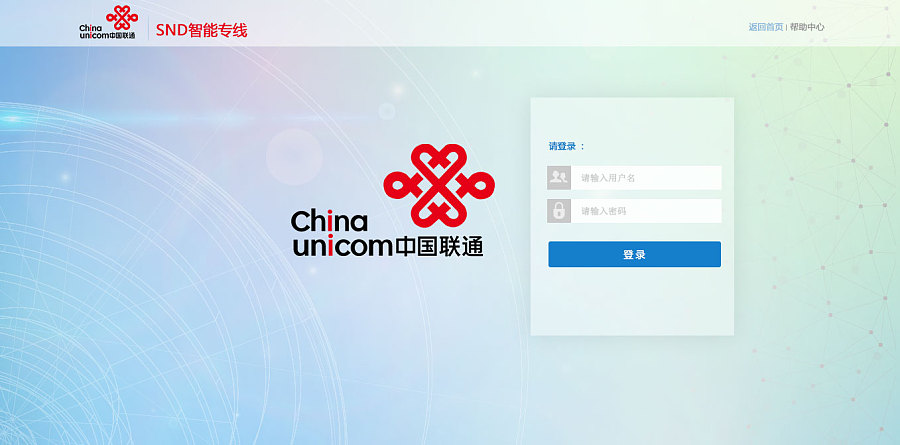 China
unicom中国联通
SND智能专线
返回首页 | 帮助中心
China
unicom中国联通
请登录 :
请输入用户名
请输入密码
登录